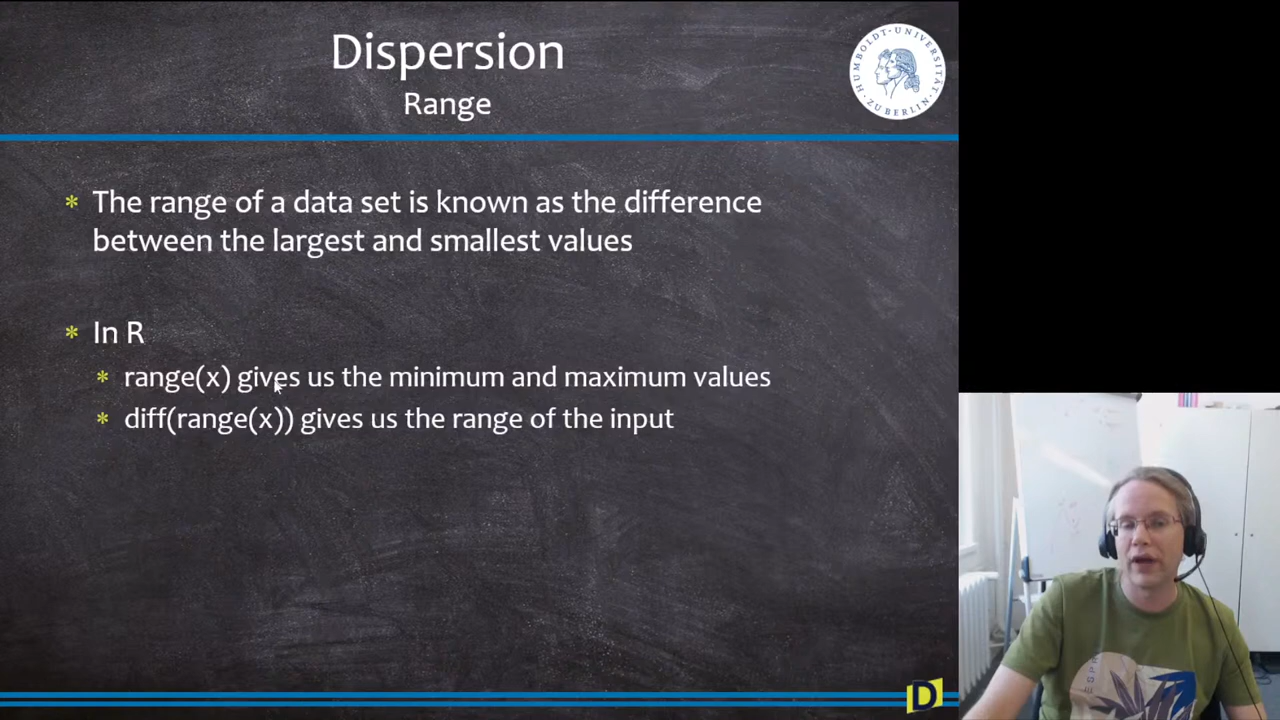 Dispersion
Range
HUMBOLDT-UNIVERSITÄT
ZU BERLIN
* The range of a data set is known as the difference
between the largest and smallest values
* In R
* range(x) gives us the minimum and maximum values
* diff(range(x)) gives us the range of the input
D